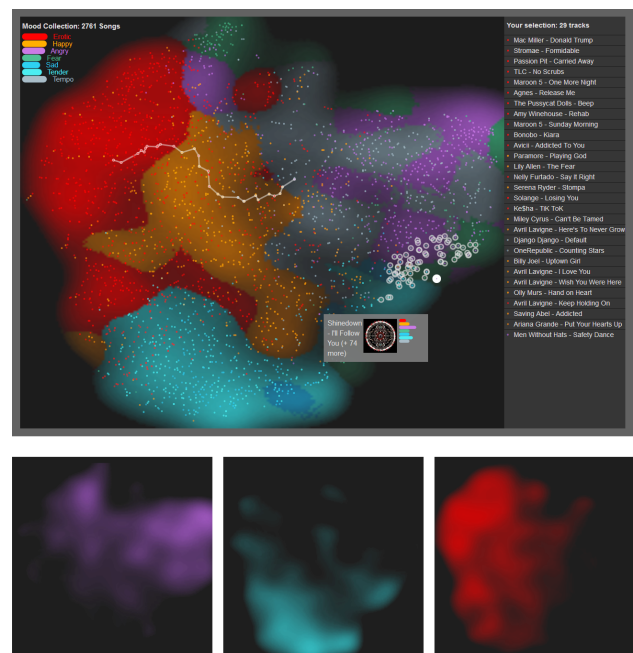 Mood Collection: 2761 Songs
Erotic
Happy
Angry
Fear
Sad
Tender
Tempo
Shinedown
- I'll Follow
You (+ 74
more)
Your selection: 29 tracks
Mac Miller - Donald Trump
Stromae - Formidable
Passion Pit - Carried Away
TLC - No Scrubs
Maroon 5 - One More Night
Agnes - Release Me
The Pussycat Dolls - Beep
Amy Winehouse - Rehab
Maroon 5 - Sunday Morning
Bonobo - Kiara
Avicii - Addicted To You
Paramore - Playing God
Lily Allen - The Fear
Nelly Furtado - Say It Right
Serena Ryder - Stompa
Solange - Losing You
Ke$ha - TiK ToK
Miley Cyrus - Can't Be Tamed
Avril Lavigne - Here's To Never Grow
Django Django - Default
OneRepublic - Counting Stars
Billy Joel - Uptown Girl
Avril Lavigne - I Love You
Avril Lavigne - Wish You Were Here
Olly Murs - Hand on Heart
Avril Lavigne - Keep Holding On
Saving Abel - Addicted
Ariana Grande - Put Your Hearts Up
Men Without Hats - Safety Dance